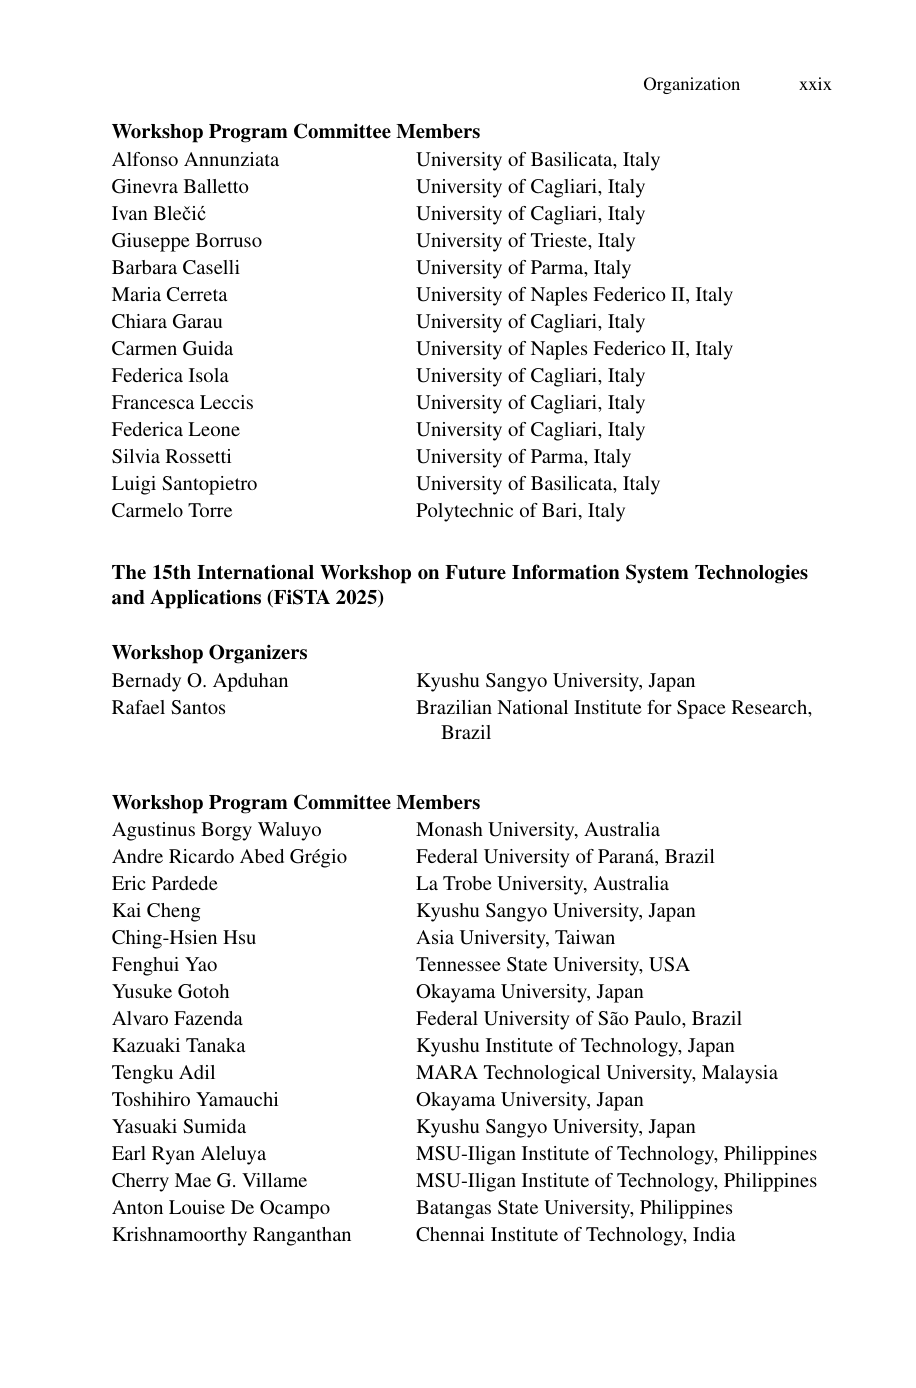 Organization xxix
Workshop Program Committee Members
Alfonso Annunziata University of Basilicata, Italy
Ginevra Balletto University of Cagliari, Italy
Ivan Blečić University of Cagliari, Italy
Giuseppe Borruso University of Trieste, Italy
Barbara Caselli University of Parma, Italy
Maria Cerreta University of Naples Federico II, Italy
Chiara Garau University of Cagliari, Italy
Carmen Guida University of Naples Federico II, Italy
Federica Isola University of Cagliari, Italy
Francesca Leccis University of Cagliari, Italy
Federica Leone University of Cagliari, Italy
Silvia Rossetti University of Parma, Italy
Luigi Santopietro University of Basilicata, Italy
Carmelo Torre Polytechnic of Bari, Italy
The 15th International Workshop on Future Information System Technologies
and Applications (FiSTA 2025)
Workshop Organizers
Bernady O. Apduhan Kyushu Sangyo University, Japan
Rafael Santos Brazilian National Institute for Space Research,
Brazil
Workshop Program Committee Members
Agustinus Borgy Waluyo Monash University, Australia
Andre Ricardo Abed Grégio Federal University of Paraná, Brazil
Eric Pardede La Trobe University, Australia
Kai Cheng Kyushu Sangyo University, Japan
Ching-Hsien Hsu Asia University, Taiwan
Fenghui Yao Tennessee State University, USA
Yusuke Gotoh Okayama University, Japan
Alvaro Fazenda Federal University of São Paulo, Brazil
Kazuaki Tanaka Kyushu Institute of Technology, Japan
Tengku Adil MARA Technological University, Malaysia
Toshihiro Yamauchi Okayama University, Japan
Yasuaki Sumida Kyushu Sangyo University, Japan
Earl Ryan Aleluya MSU-Iligan Institute of Technology, Philippines
Cherry Mae G. Villame MSU-Iligan Institute of Technology, Philippines
Anton Louise De Ocampo Batangas State University, Philippines
Krishnamoorthy Ranganthan Chennai Institute of Technology, India